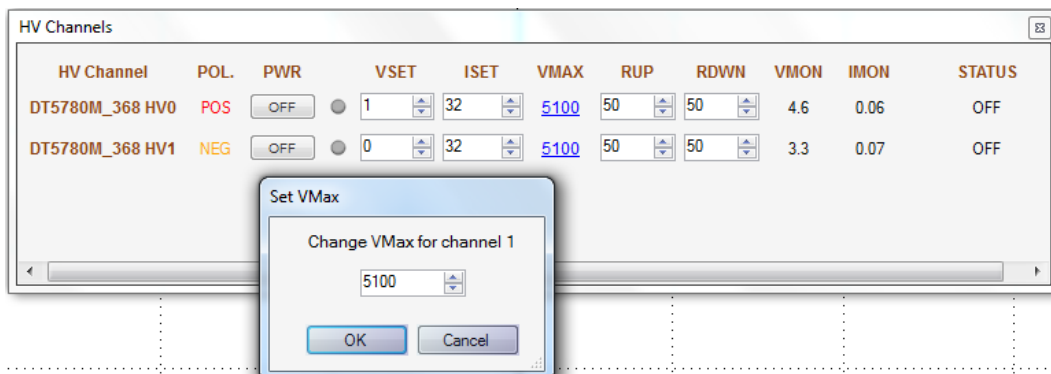 HV Channels
HV Channel POL. PWR VSET ISET VMAX RUP RDWN VMON IMON STATUS
DT5780M_368 HV0 POS OFF 1 32 5100 50 50 4.6 0.06 OFF
DT5780M_368 HV1 NEG OFF 0 32 5100 50 50 3.3 0.07 OFF
Set VMax
Change VMax for channel 1
5100
OK Cancel